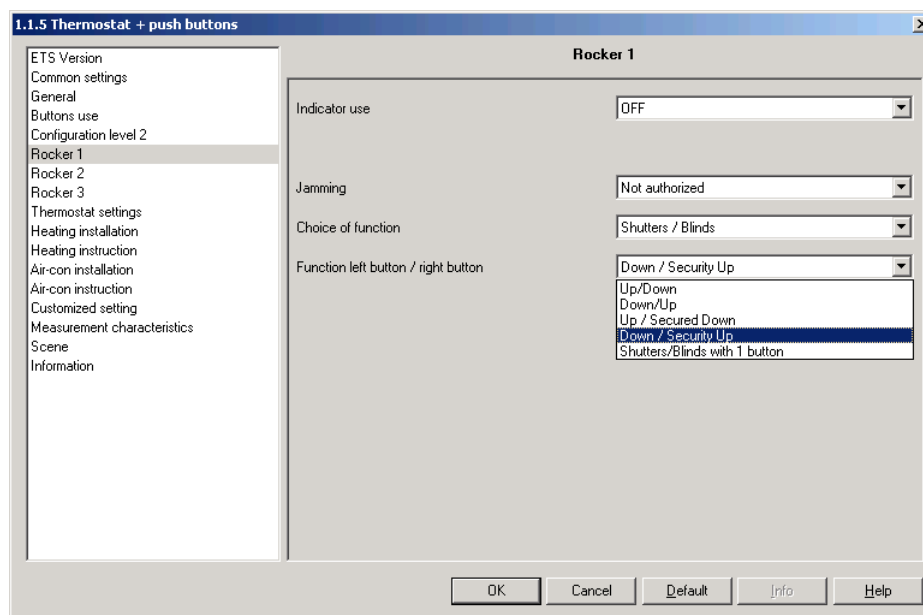 1.1.5 Thermostat + push buttons
ETS Version
Common settings
General
Buttons use
Configuration level 2
Rocker 1
Rocker 2
Rocker 3
Thermostat settings
Heating installation
Heating instruction
Air-con installation
Air-con instruction
Customized setting
Measurement characteristics
Scene
Information
Rocker 1
Indicator use OFF
Jamming Not authorized
Choice of function Shutters / Blinds
Function left button / right button Down / Security Up
Up/Down
Down/Up
Up / Secured Down
Down / Security Up
Shutters/Blinds with 1 button
OK Cancel Default Info Help